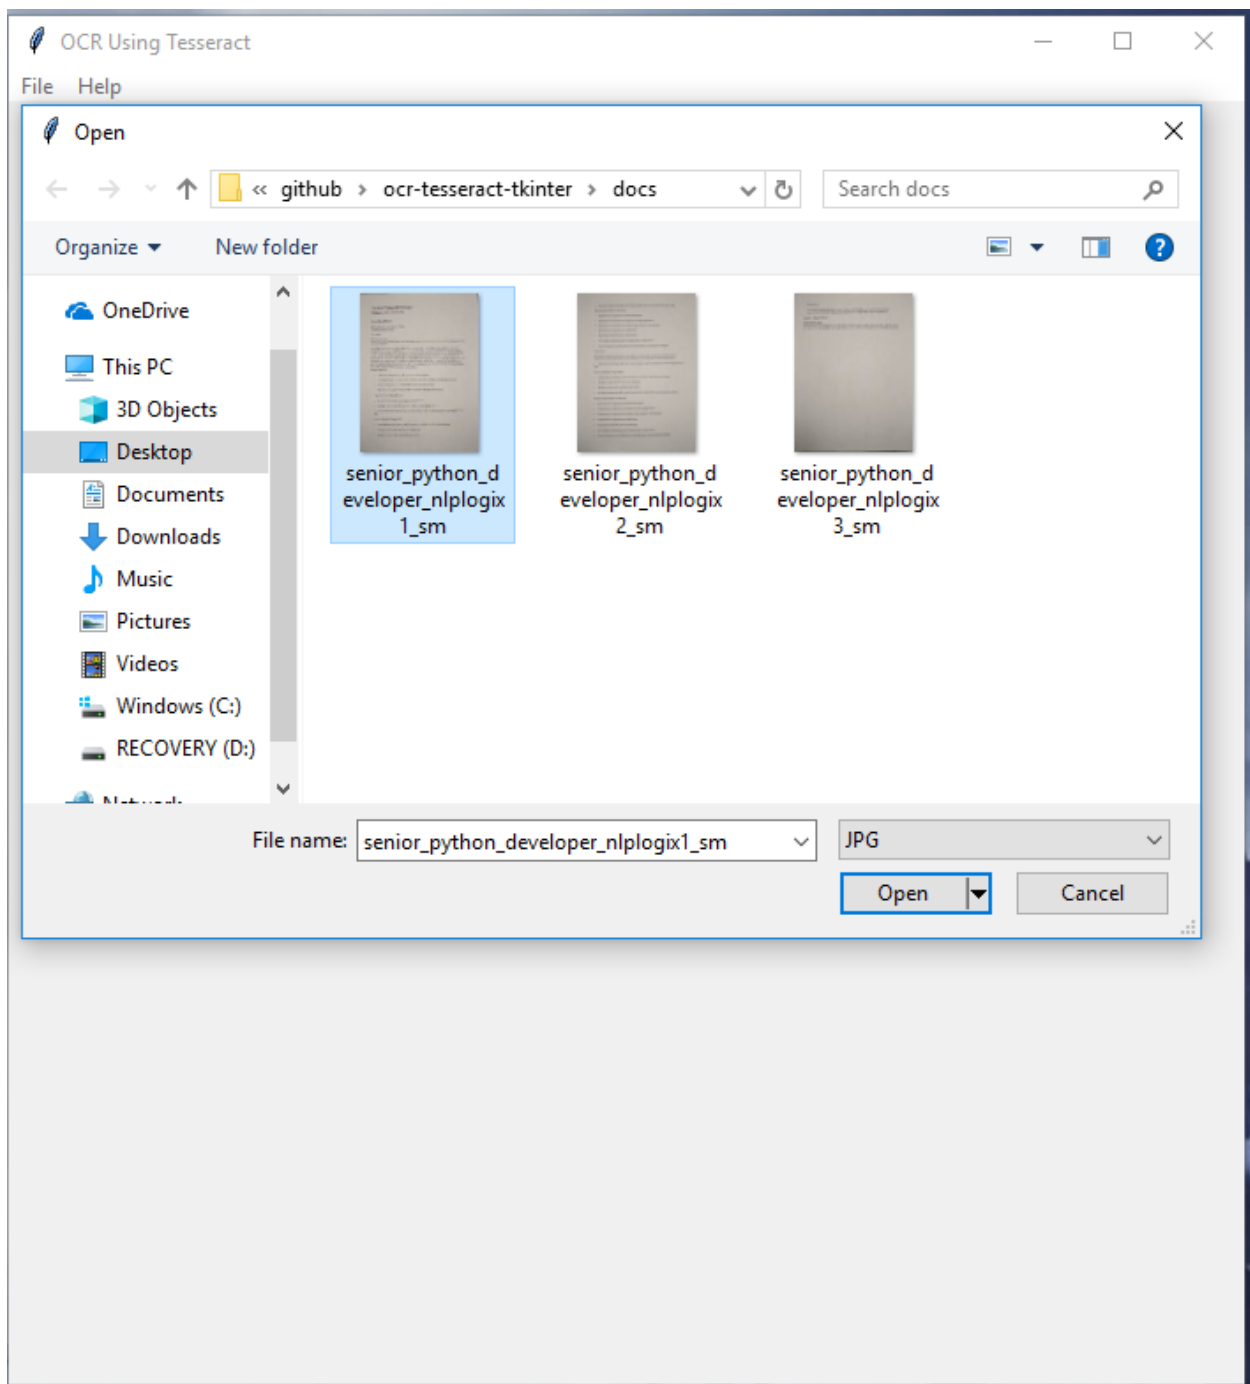 OCR Using Tesseract
File Help
Open
« github > ocr-tesseract-tkinter > docs
Search docs
Organize New folder
OneDrive
This PC
3D Objects
Desktop
Documents
Downloads
Music
Pictures
Videos
Windows (C:)
RECOVERY (D:)
Network
senior_python_d
eveloper_nlplogix
1_sm
senior_python_d
eveloper_nlplogix
2_sm
senior_python_d
eveloper_nlplogix
3_sm
File name: senior_python_developer_nlplogix1_sm JPG
Open Cancel